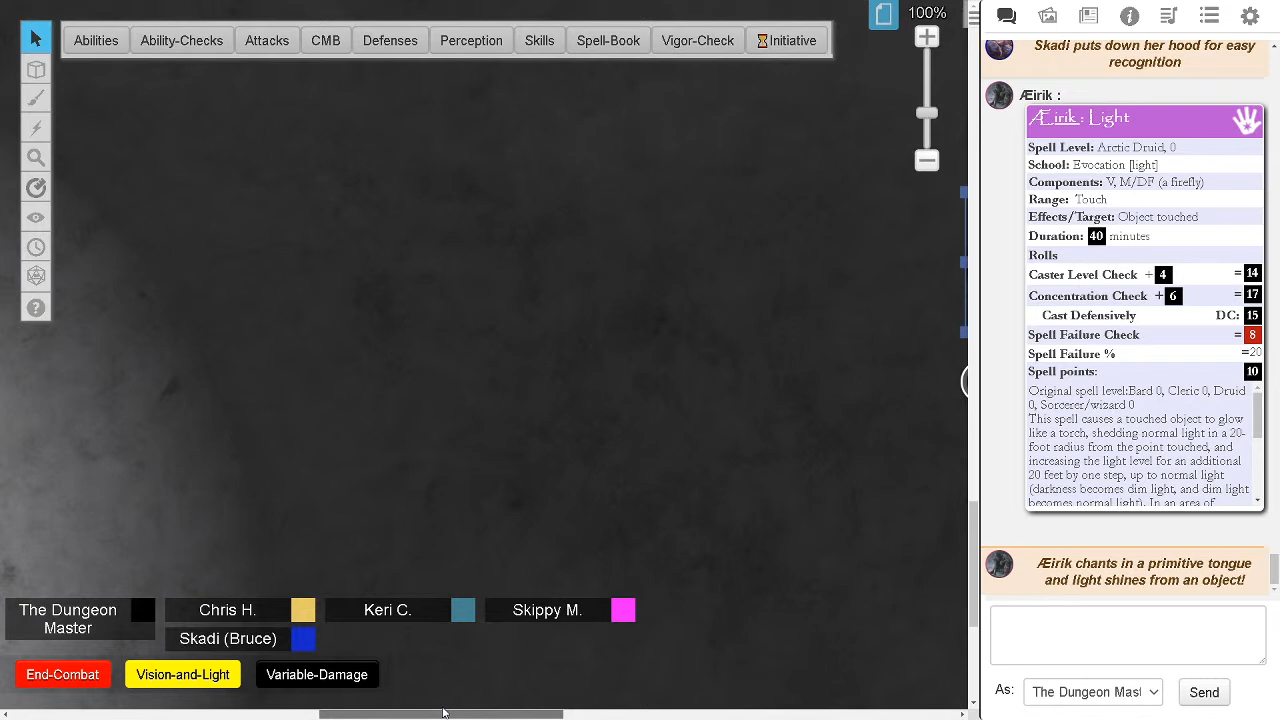 100%
Abilities
Ability-Checks
Attacks
CMB
Defenses
Perception
Skills
Spell-Book
Vigor-Check
Initiative
Skadi puts down her hood for easy
recognition
Æirik :
Æirik : Light
Spell Level: Arctic Druid, 0
School: Evocation [light]
Components: V, M/DF (a firefly)
Range: Touch
Effects/Target: Object touched
Duration: 40 minutes
Rolls
Caster Level Check + 4 = 14
Concentration Check + 6 = 17
Cast Defensively DC: 15
Spell Failure Check = 8
Spell Failure % =20
Spell points: 10
Original spell level:Bard 0, Cleric 0, Druid
0, Sorcerer/wizard 0
This spell causes a touched object to glow
like a torch, shedding normal light in a 20-
foot radius from the point touched, and
increasing the light level for an additional
20 feet by one step, up to normal light
(darkness becomes dim light, and dim light
becomes normal light). In an area of
Æirik chants in a primitive tongue
and light shines from an object!
The Dungeon
Master
Chris H.
Keri C.
Skippy M.
Skadi (Bruce)
End-Combat
Vision-and-Light
Variable-Damage
As:
The Dungeon Mast
Send